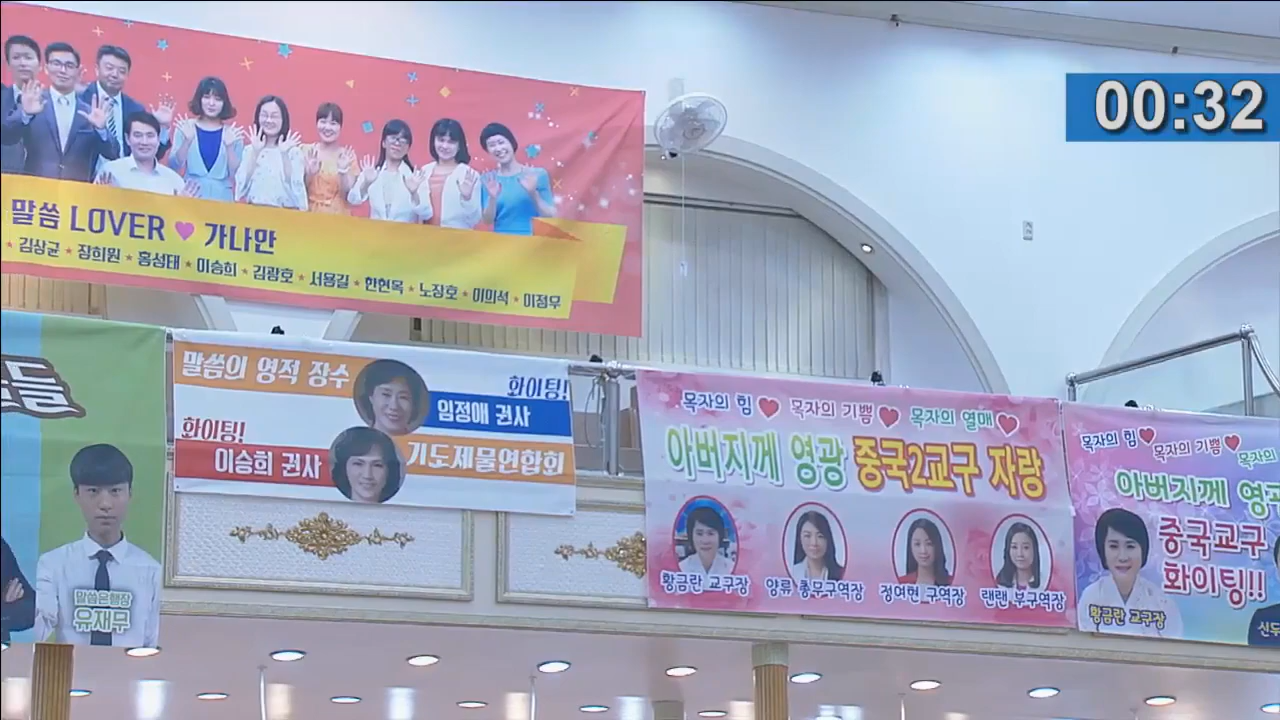 00:32
말씀 LOVER ♥ 가나안
★ 김상균 ★ 장희원 ★ 홍성태 ★ 이승희 ★ 김광호 ★ 서용길 ★ 한현목 ★ 노장호 ★ 이의석 ★ 이점우
들
말씀은행장
유재무
말씀의 영적 장수
화이팅!
임정애 권사
화이팅!
이승희 권사
기도제물연합회
목자의 힘 ♥ 목자의 기쁨 ♥ 목자의 열매 ♥
아버지께 영광 중국2교구 자랑
황금란 교구장
양류 총무구역장
정여현 구역장
랜랜 부구역장
목자의 힘 ♥ 목자의 기쁨 ♥ 목자의
아버지께 영광
중국교구
화이팅!!
황금란 교구장